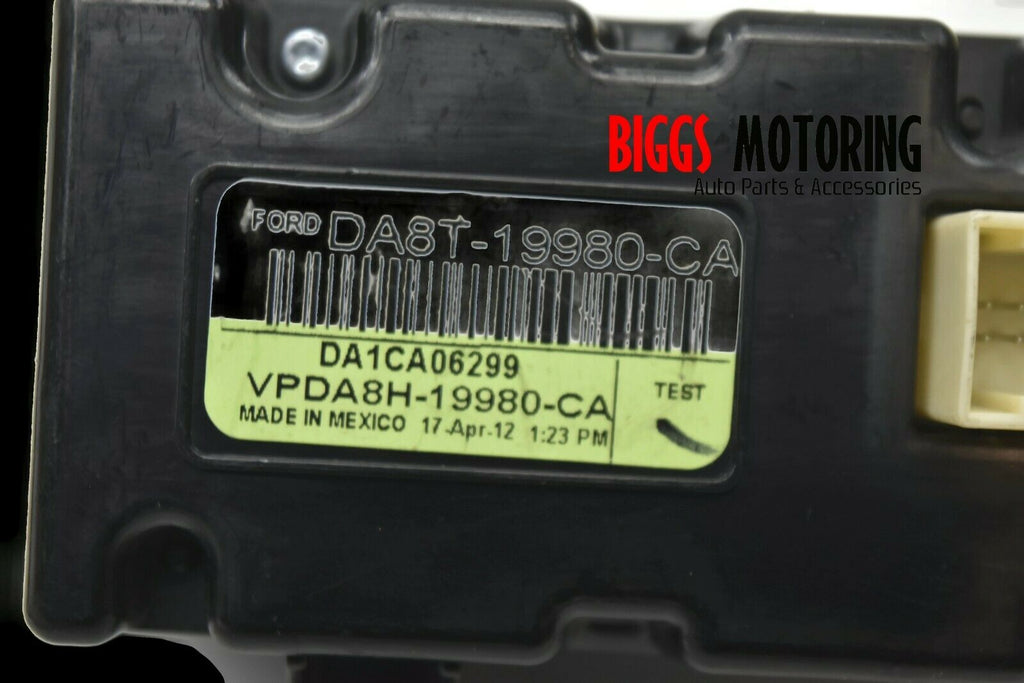 BIGGS MOTORING
Auto Parts & Accessories
FORD DA8T-19980-CA
DA1CA06299
VPDA8H-19980-CA
TEST
MADE IN MEXICO 17-Apr-12 1:23 PM